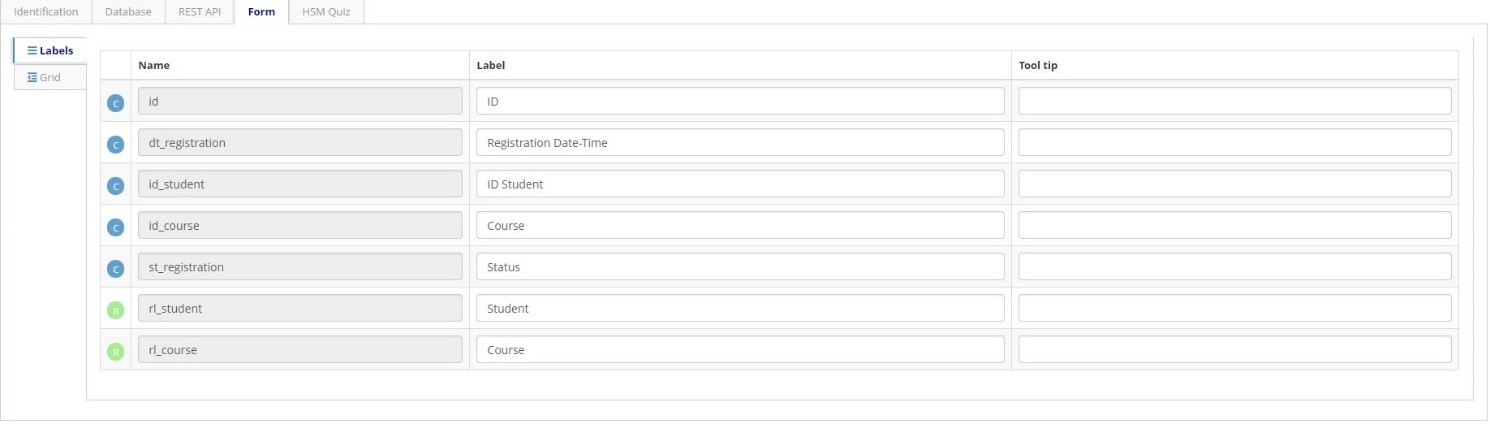 Identification Database REST API Form HSM Quiz
Labels
Grid
Name Label Tool tip
C id ID
C dt_registration Registration Date-Time
C id_student ID Student
C id_course Course
C st_registration Status
R rl_student Student
R rl_course Course